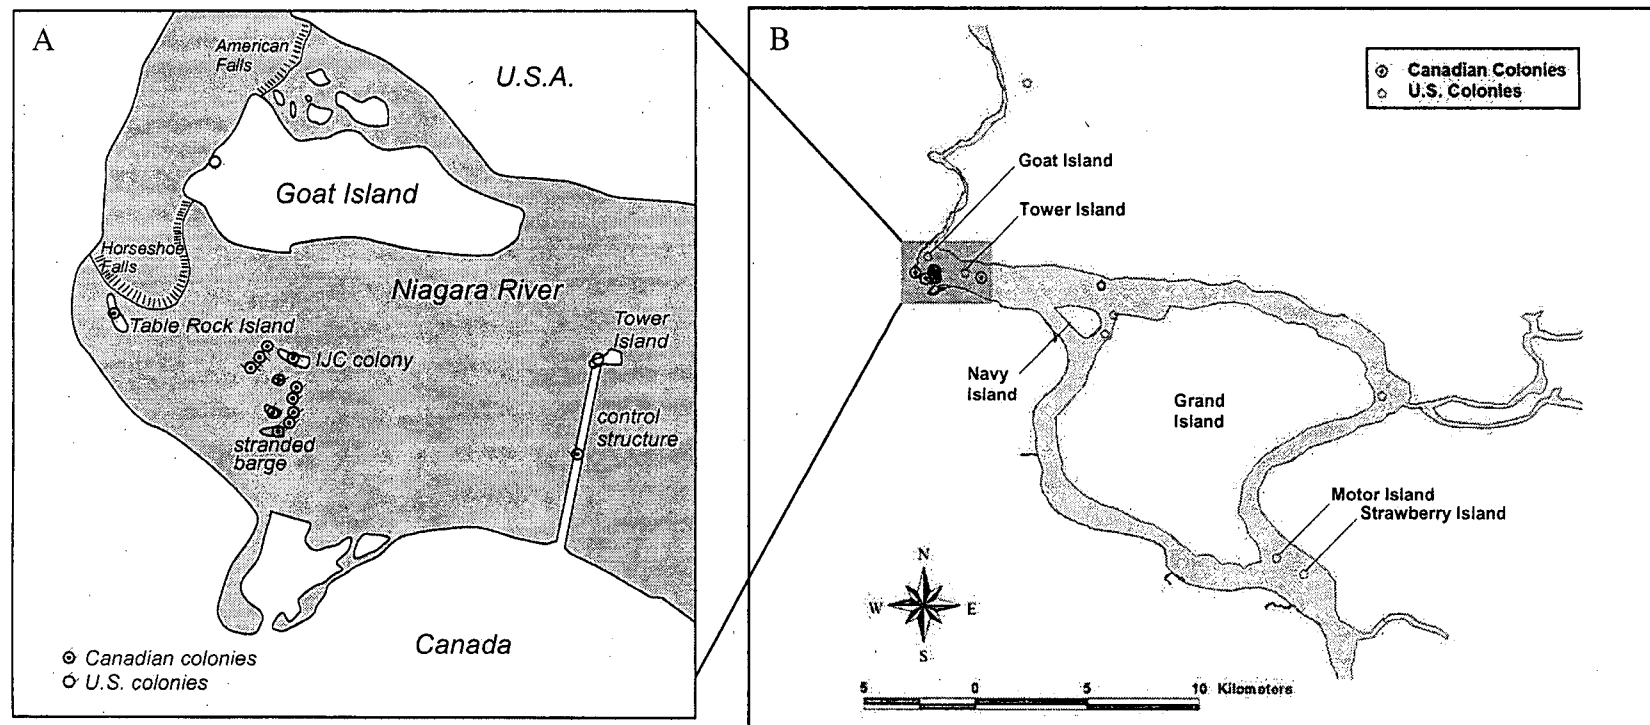 A
American
Falls
U.S.A.
Goat Island
Horseshoe
Falls
Niagara River
Table Rock Island
Tower
Island
IJC colony
control
structure
stranded
barge
Canada
Canadian colonies
U.S. colonies
B
Canadian Colonies
U.S. Colonies
Goat Island
Tower Island
Navy
Island
Grand
Island
Motor Island
Strawberry Island
N
W
E
S
5 0 5 10 Kilometers